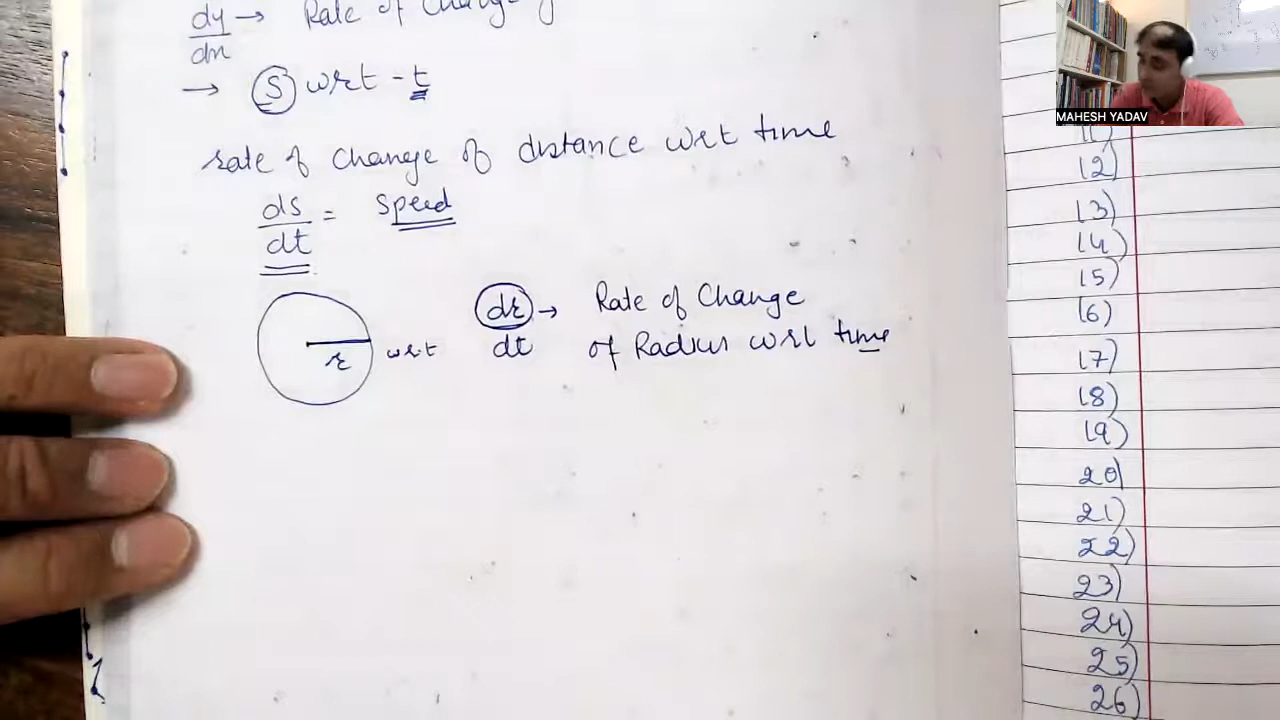 dy/dx → Rate of Change
→ S wrt - t
rate of change of distance wrt time
ds/dt = speed
r wrt dr/dt → Rate of Change
of Radius wrt time
MAHESH YADAV
12)
13)
14)
15)
16)
17)
18)
19)
20)
21)
22)
23)
24)
25)
26)